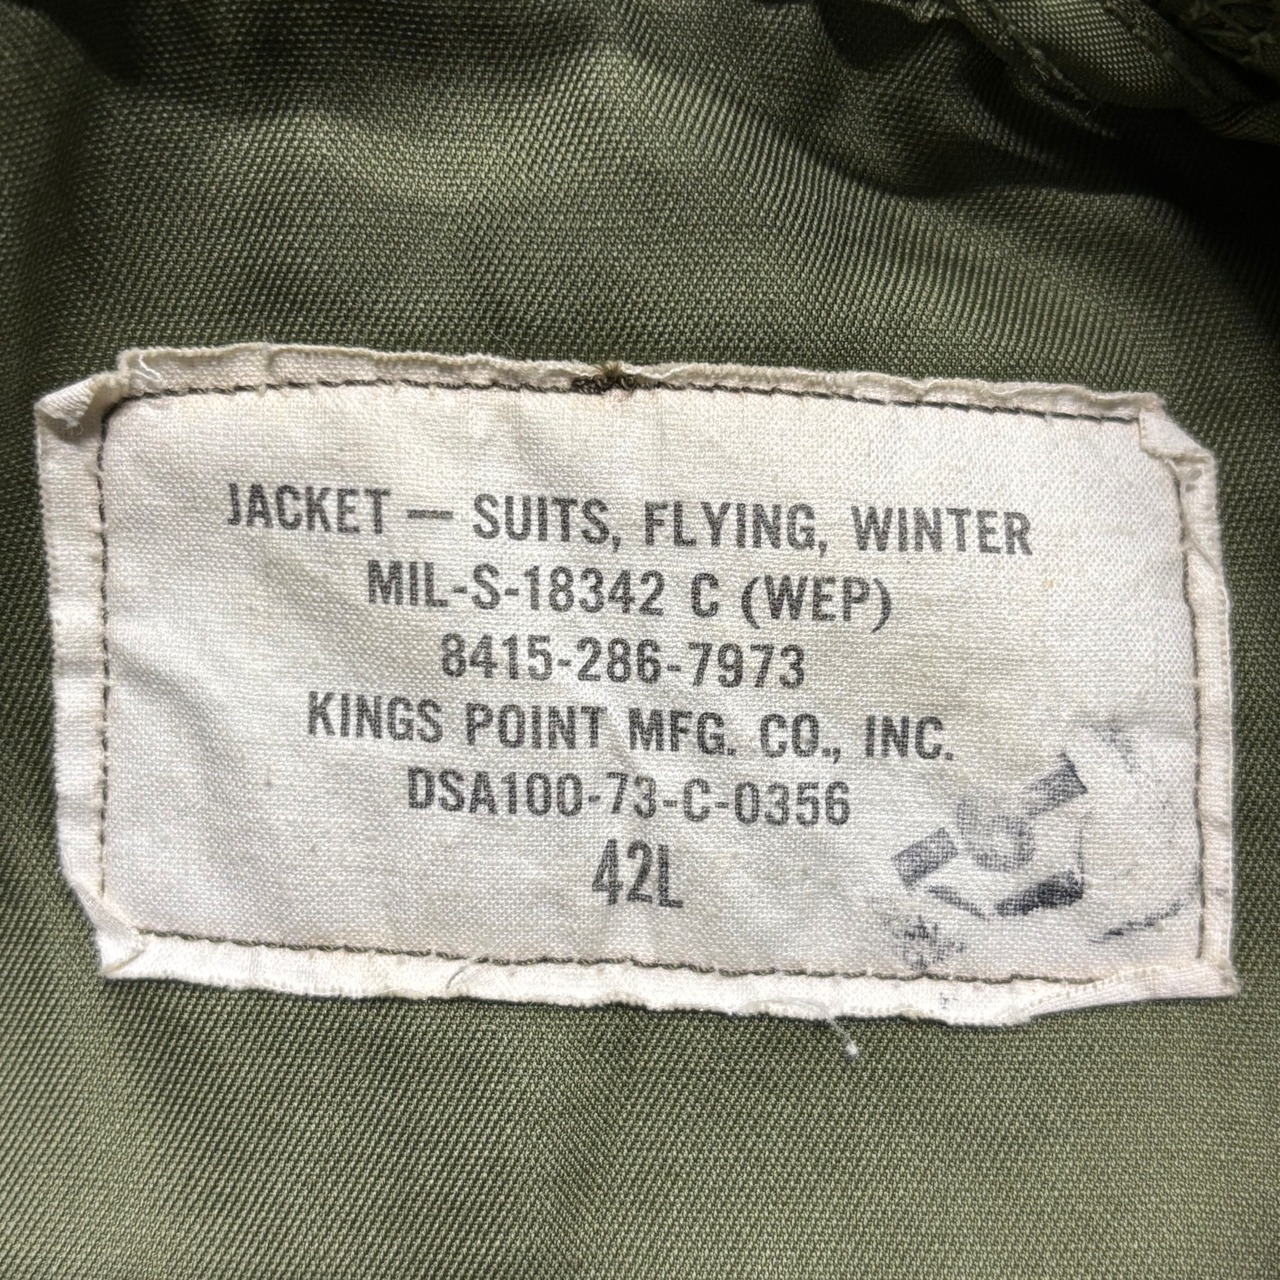 JACKET — SUITS, FLYING, WINTER
MIL-S-18342 C (WEP)
8415-286-7973
KINGS POINT MFG. CO., INC.
DSA100-73-C-0356
42L